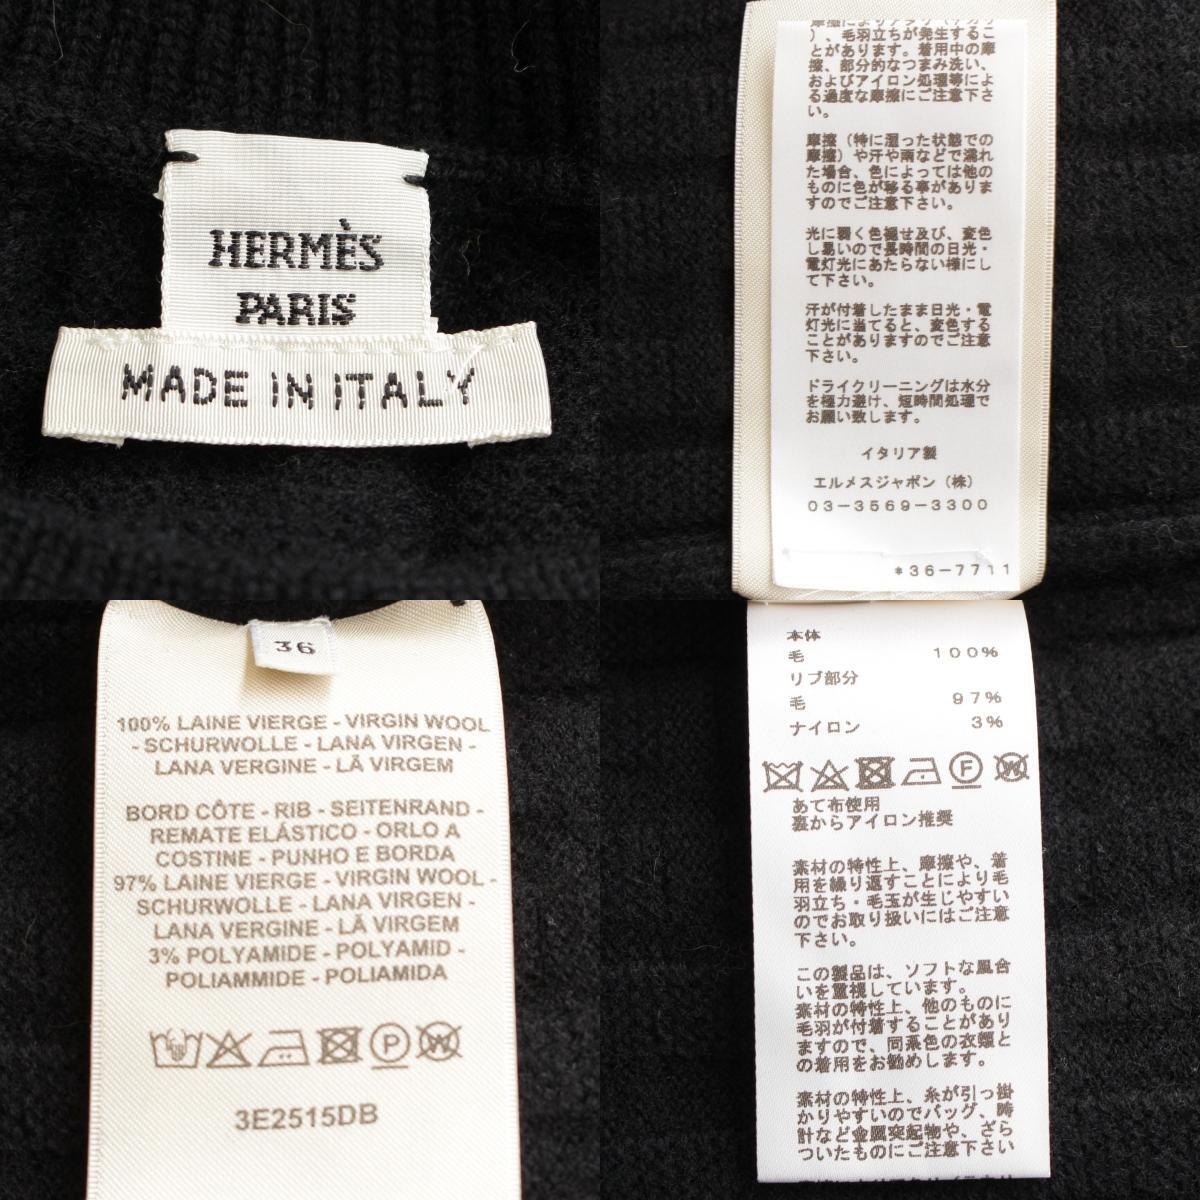 HERMÈS
PARIS
MADE IN ITALY
)、毛羽立ちが発生するこ
とがあります。着用中の摩
擦、部分的なつまみ洗い、
およびアイロン処理等によ
る過度な摩擦にご注意下さ
い。
摩擦（特に湿った状態での
摩擦）や汗や雨などで濡れ
た場合、色によっては他の
ものに色が移る事がありま
すのでご注意下さい。
光に弱く色褪せ及び、変色
し易いので長時間の日光・
電灯光にあたらない様にし
て下さい。
汗が付着したまま日光・電
灯光に当てると、変色する
ことがありますのでご注意
下さい。
ドライクリーニングは水分
を極力避け、短時間処理で
お願い致します。
イタリア製
エルメスジャポン（株）
03-3569-3300
*36-7711
36
100% LAINE VIERGE - VIRGIN WOOL
- SCHURWOLLE - LANA VIRGEN -
LANA VERGINE - LÃ VIRGEM
BORD CÔTE - RIB - SEITENRAND -
REMATE ELÁSTICO - ORLO A
COSTINE - PUNHO E BORDA
97% LAINE VIERGE - VIRGIN WOOL -
SCHURWOLLE - LANA VIRGEN -
LANA VERGINE - LÃ VIRGEM
3% POLYAMIDE - POLYAMID -
POLIAMMIDE - POLIAMIDA
P W
3E2515DB
本体
毛 100%
リブ部分
毛 97%
ナイロン 3%
F W
あて布使用
裏からアイロン推奨
素材の特性上、摩擦や、着
用を繰り返すことにより毛
羽立ち・毛玉が生じやすい
のでお取り扱いにはご注意
下さい。
この製品は、ソフトな風合
いを重視しています。
素材の特性上、他のものに
毛羽が付着することがあり
ますので、同系色の衣類と
の着用をお勧めします。
素材の特性上、糸が引っ掛
かりやすいのでバッグ、時
計など金属突起物や、ざら
ついたものにご注意下さい